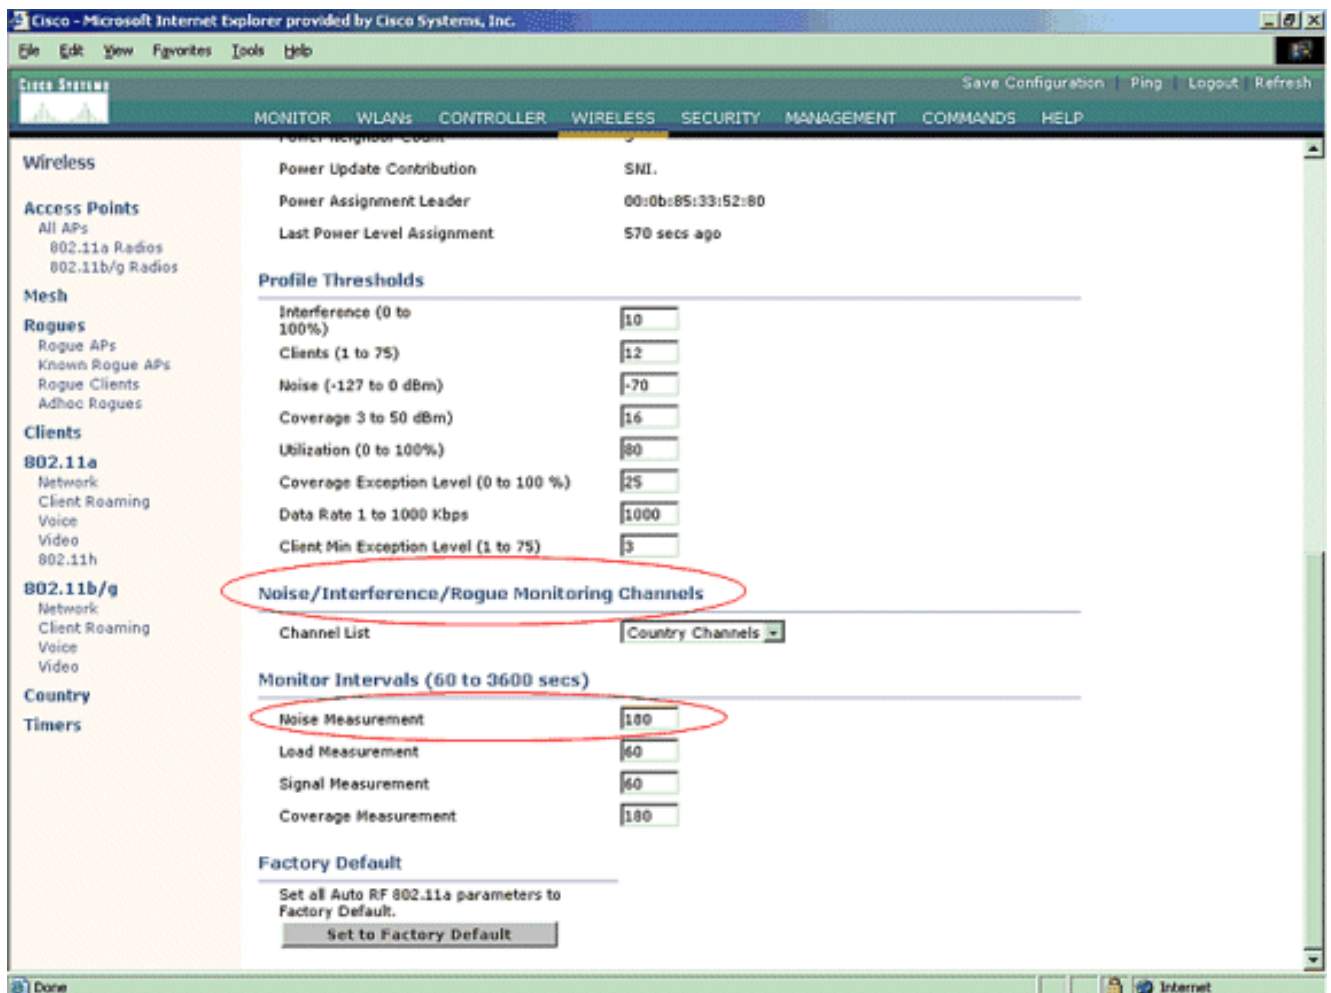 Cisco - Microsoft Internet Explorer provided by Cisco Systems, Inc.
File Edit View Favorites Tools Help
Cisco Systems
Save Configuration | Ping | Logout | Refresh
MONITOR WLANs CONTROLLER WIRELESS SECURITY MANAGEMENT COMMANDS HELP
Wireless
Access Points
All APs
802.11a Radios
802.11b/g Radios
Mesh
Rogues
Rogue APs
Known Rogue APs
Rogue Clients
Adhoc Rogues
Clients
802.11a
Network
Client Roaming
Voice
Video
802.11h
802.11b/g
Network
Client Roaming
Voice
Video
Country
Timers
Power Neighbor Count
Power Update Contribution SNI.
Power Assignment Leader 00:0b:85:33:52:80
Last Power Level Assignment 570 secs ago
Profile Thresholds
Interference (0 to
100%) 10
Clients (1 to 75) 12
Noise (-127 to 0 dBm) -70
Coverage 3 to 50 dBm) 16
Utilization (0 to 100%) 80
Coverage Exception Level (0 to 100 %) 25
Data Rate 1 to 1000 Kbps 1000
Client Min Exception Level (1 to 75) 3
Noise/Interference/Rogue Monitoring Channels
Channel List Country Channels
Monitor Intervals (60 to 3600 secs)
Noise Measurement 180
Load Measurement 60
Signal Measurement 60
Coverage Measurement 180
Factory Default
Set all Auto RF 802.11a parameters to
Factory Default.
Set to Factory Default
Done
Internet